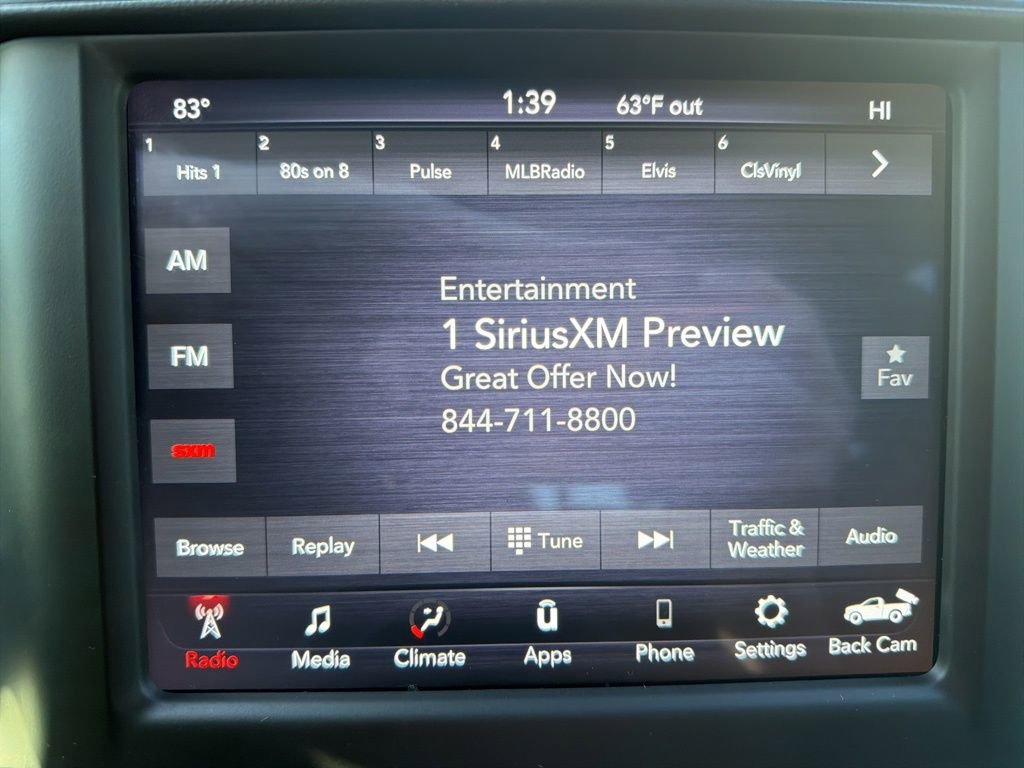 83° 1:39 63°F out HI
1 2 3 4 5 6
Hits 1 80s on 8 Pulse MLBRadio Elvis ClsVinyl
AM
Entertainment
1 SiriusXM Preview
FM
Great Offer Now!
Fav
844-711-8800
sxm
Browse Replay Tune Traffic & Weather Audio
Radio Media Climate Apps Phone Settings Back Cam